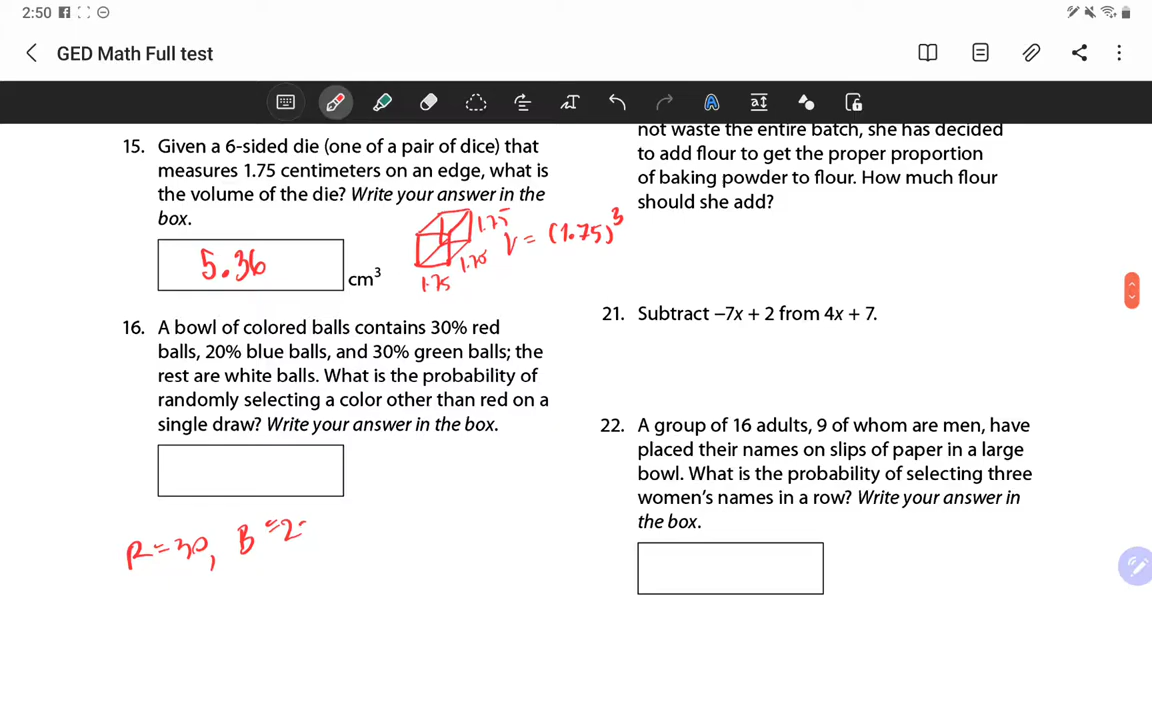 2:50
GED Math Full test
15. Given a 6-sided die (one of a pair of dice) that
measures 1.75 centimeters on an edge, what is
the volume of the die? Write your answer in the
box.
5.36
cm³
1.75
1.75
1.75
V = (1.75)³
16. A bowl of colored balls contains 30% red
balls, 20% blue balls, and 30% green balls; the
rest are white balls. What is the probability of
randomly selecting a color other than red on a
single draw? Write your answer in the box.
R = 30, B = 2
not waste the entire batch, she has decided
to add flour to get the proper proportion
of baking powder to flour. How much flour
should she add?
21. Subtract −7x + 2 from 4x + 7.
22. A group of 16 adults, 9 of whom are men, have
placed their names on slips of paper in a large
bowl. What is the probability of selecting three
women's names in a row? Write your answer in
the box.